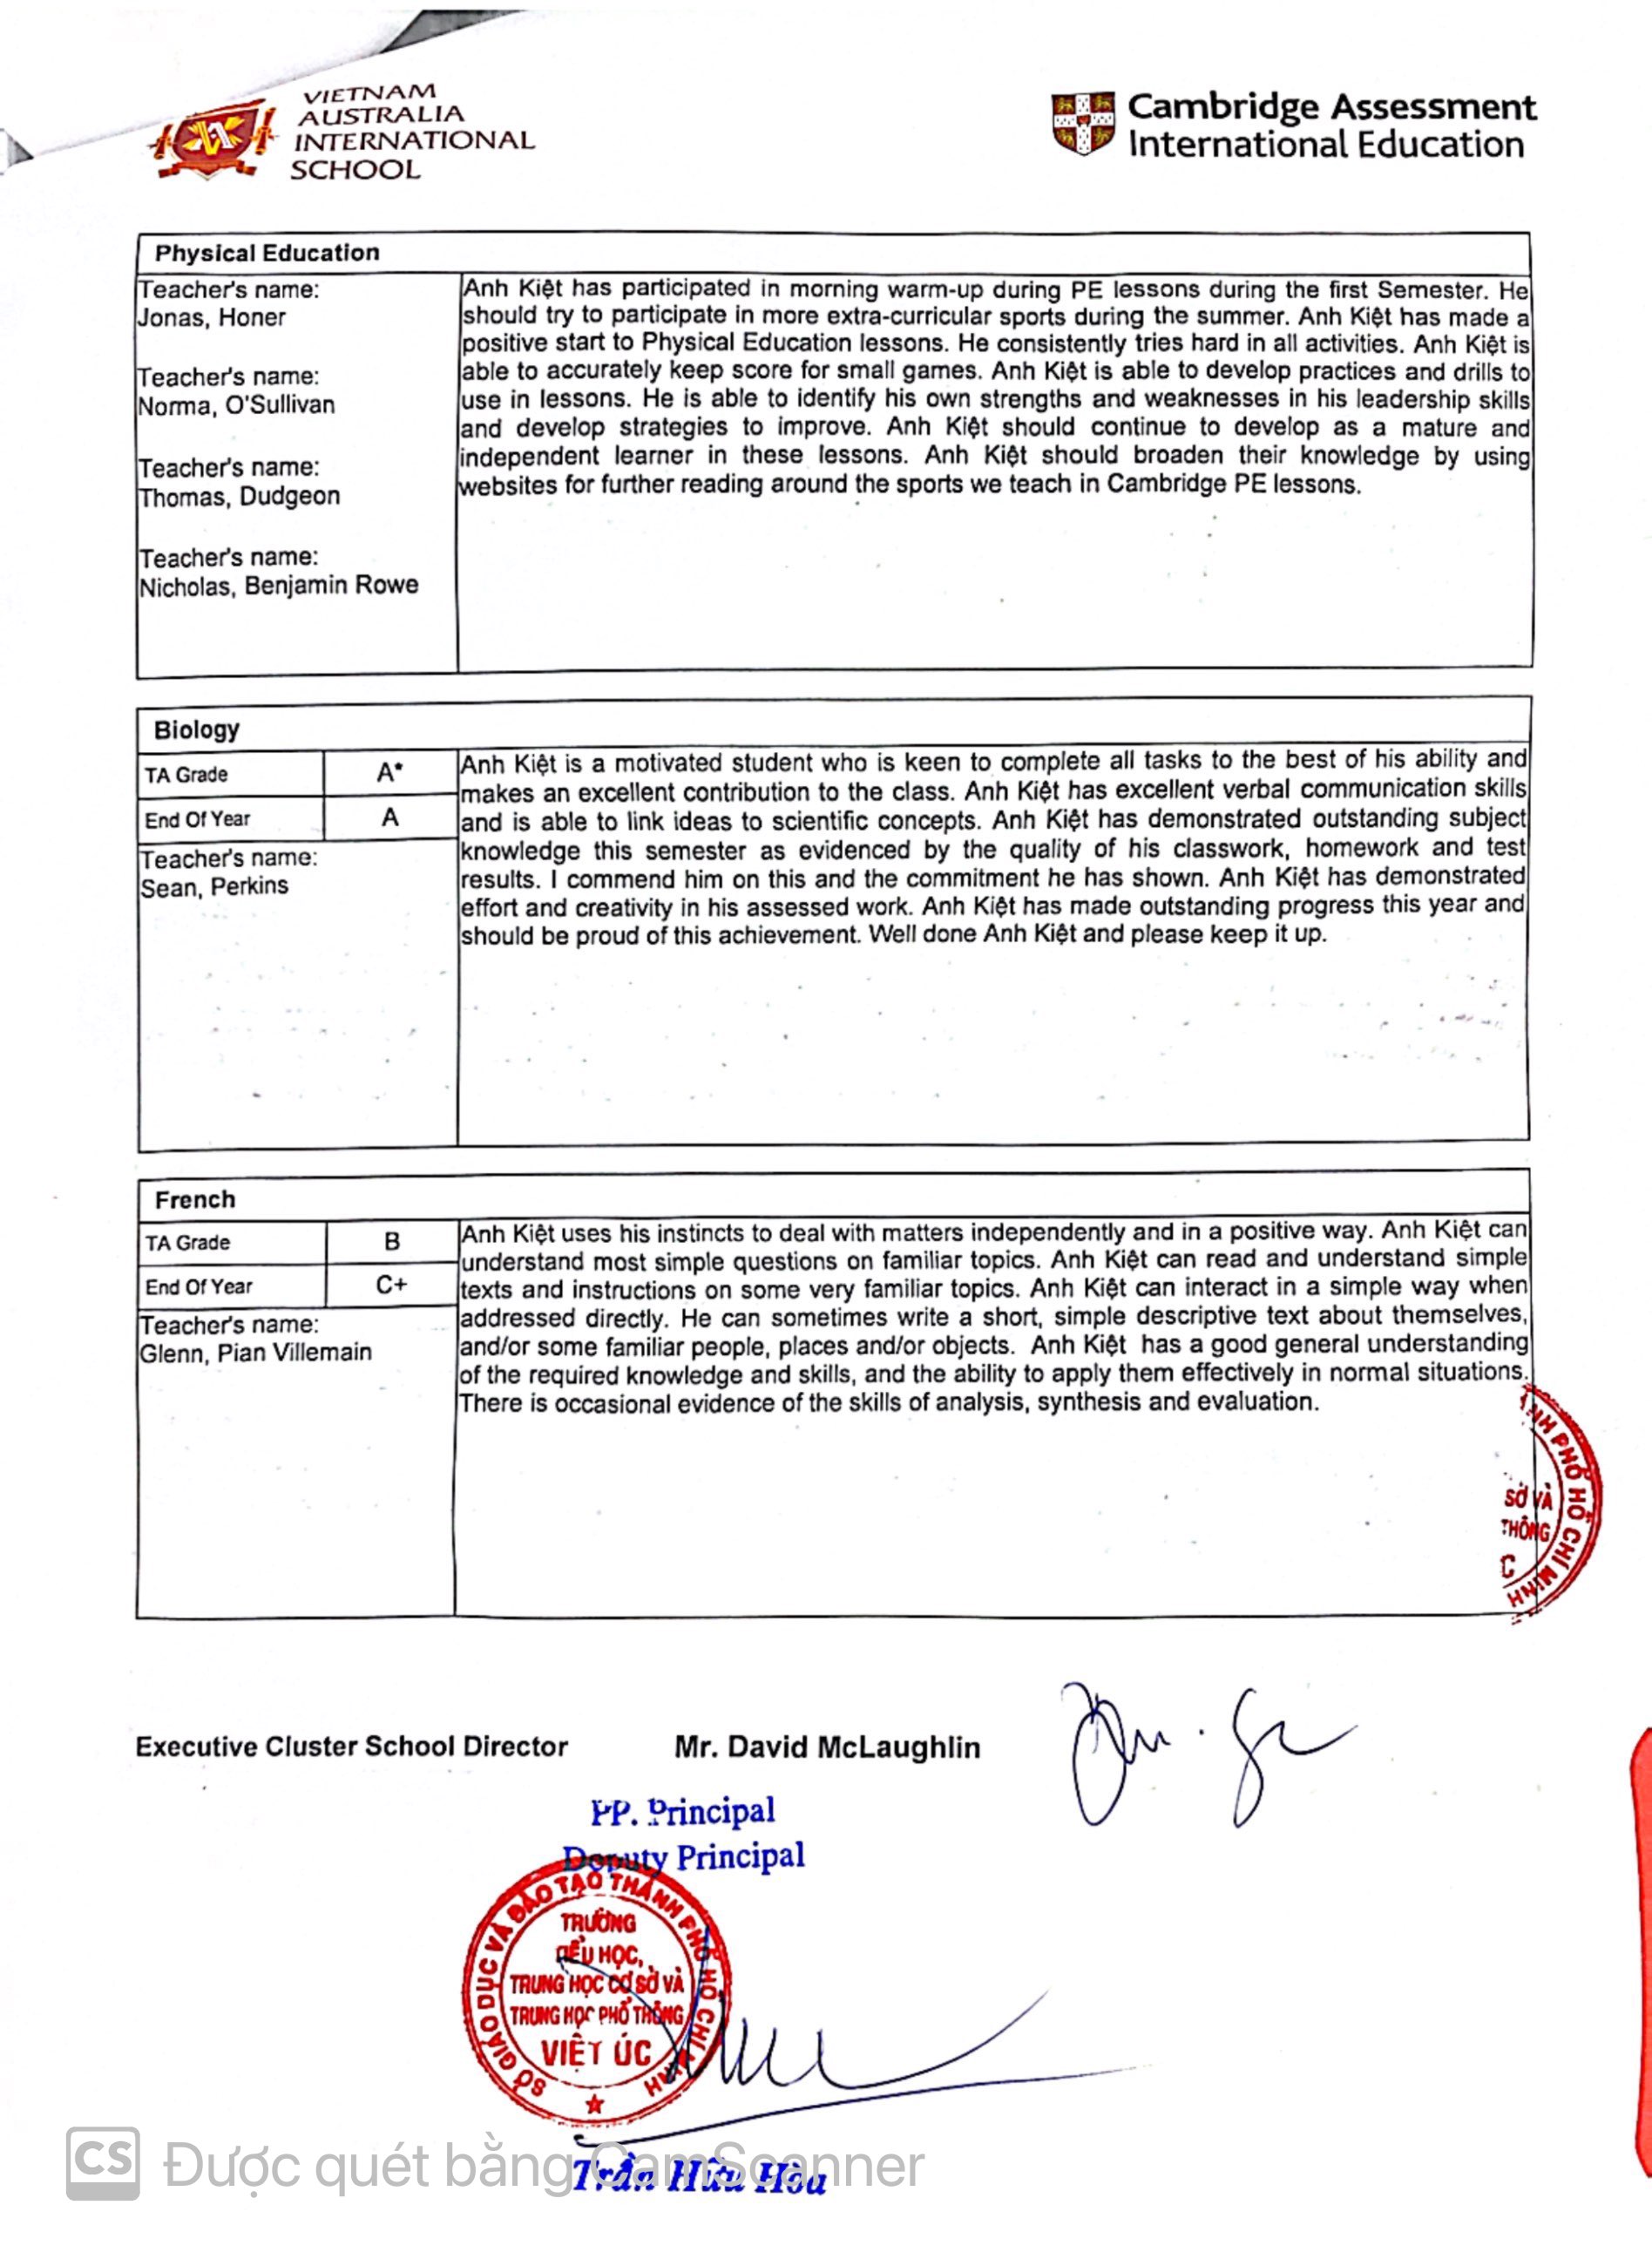 VIETNAM
AUSTRALIA
INTERNATIONAL
SCHOOL
Cambridge Assessment
International Education
Physical Education
Teacher's name:
Jonas, Honer
Teacher's name:
Norma, O'Sullivan
Teacher's name:
Thomas, Dudgeon
Teacher's name:
Nicholas, Benjamin Rowe
Anh Kiệt has participated in morning warm-up during PE lessons during the first Semester. He
should try to participate in more extra-curricular sports during the summer. Anh Kiệt has made a
positive start to Physical Education lessons. He consistently tries hard in all activities. Anh Kiệt is
able to accurately keep score for small games. Anh Kiệt is able to develop practices and drills to
use in lessons. He is able to identify his own strengths and weaknesses in his leadership skills
and develop strategies to improve. Anh Kiệt should continue to develop as a mature and
independent learner in these lessons. Anh Kiệt should broaden their knowledge by using
websites for further reading around the sports we teach in Cambridge PE lessons.
Biology
TA Grade A*
End Of Year A
Teacher's name:
Sean, Perkins
Anh Kiệt is a motivated student who is keen to complete all tasks to the best of his ability and
makes an excellent contribution to the class. Anh Kiệt has excellent verbal communication skills
and is able to link ideas to scientific concepts. Anh Kiệt has demonstrated outstanding subject
knowledge this semester as evidenced by the quality of his classwork, homework and test
results. I commend him on this and the commitment he has shown. Anh Kiệt has demonstrated
effort and creativity in his assessed work. Anh Kiệt has made outstanding progress this year and
should be proud of this achievement. Well done Anh Kiệt and please keep it up.
French
TA Grade B
End Of Year C+
Teacher's name:
Glenn, Pian Villemain
Anh Kiệt uses his instincts to deal with matters independently and in a positive way. Anh Kiệt can
understand most simple questions on familiar topics. Anh Kiệt can read and understand simple
texts and instructions on some very familiar topics. Anh Kiệt can interact in a simple way when
addressed directly. He can sometimes write a short, simple descriptive text about themselves,
and/or some familiar people, places and/or objects. Anh Kiệt has a good general understanding
of the required knowledge and skills, and the ability to apply them effectively in normal situations.
There is occasional evidence of the skills of analysis, synthesis and evaluation.
PHỐ HỒ CHÍ MINH
SỞ VÀ
THÔNG
C
Executive Cluster School Director Mr. David McLaughlin
PP. Principal
Deputy Principal
SỞ GIÁO DỤC VÀ ĐÀO TẠO THÀNH PHỐ HỒ CHÍ MINH
TRƯỜNG
TIỂU HỌC,
TRUNG HỌC CƠ SỞ VÀ
TRUNG HỌC PHỔ THÔNG
VIỆT ÚC
CS Được quét bằng CamScanner
Trần Hữu Hòa